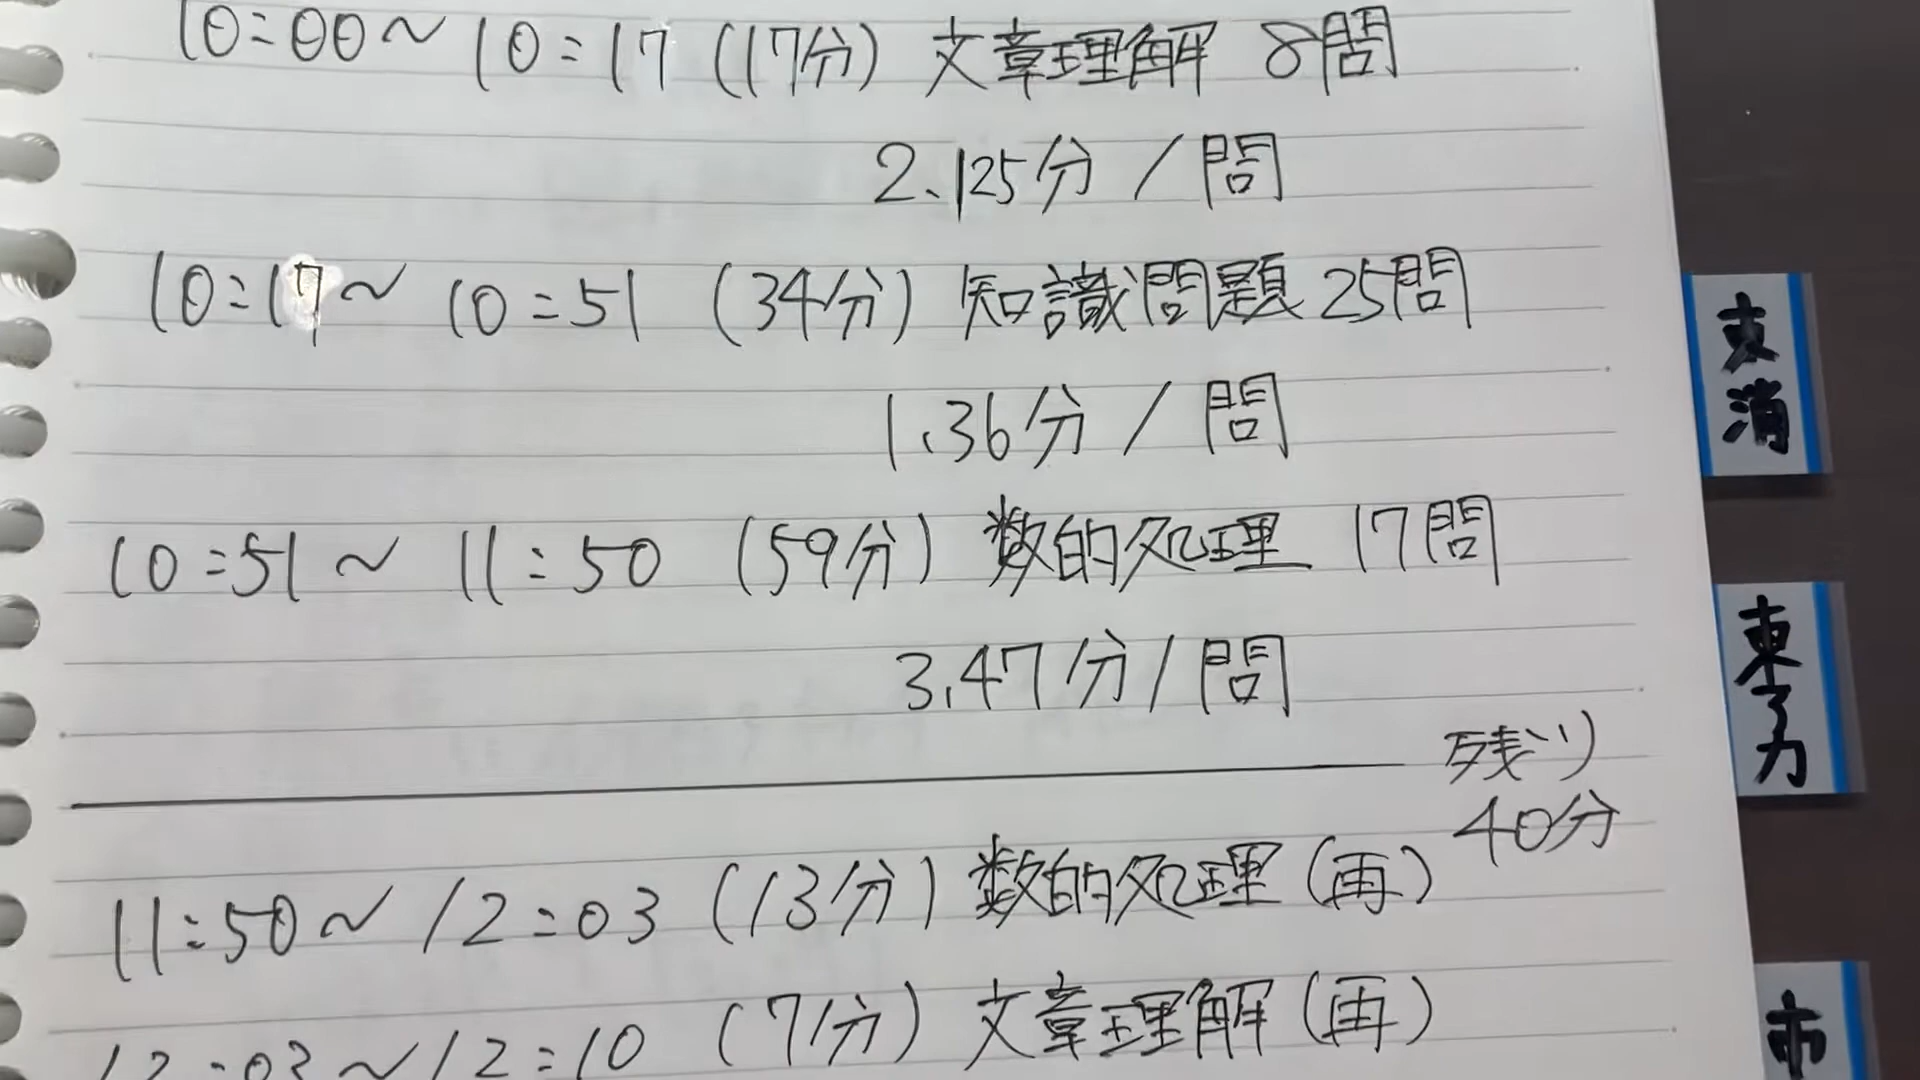 10:00~10:17 (17分) 文章理解 8問
2.125分/問
10:17~10:51 (34分) 知識問題 25問
1.36分/問
10:51~11:50 (59分) 数的処理 17問
3.47分/問
残り
40分
11:50~12:03 (13分) 数的処理 (再)
12:03~12:10 (7分) 文章理解 (再)
東消
市